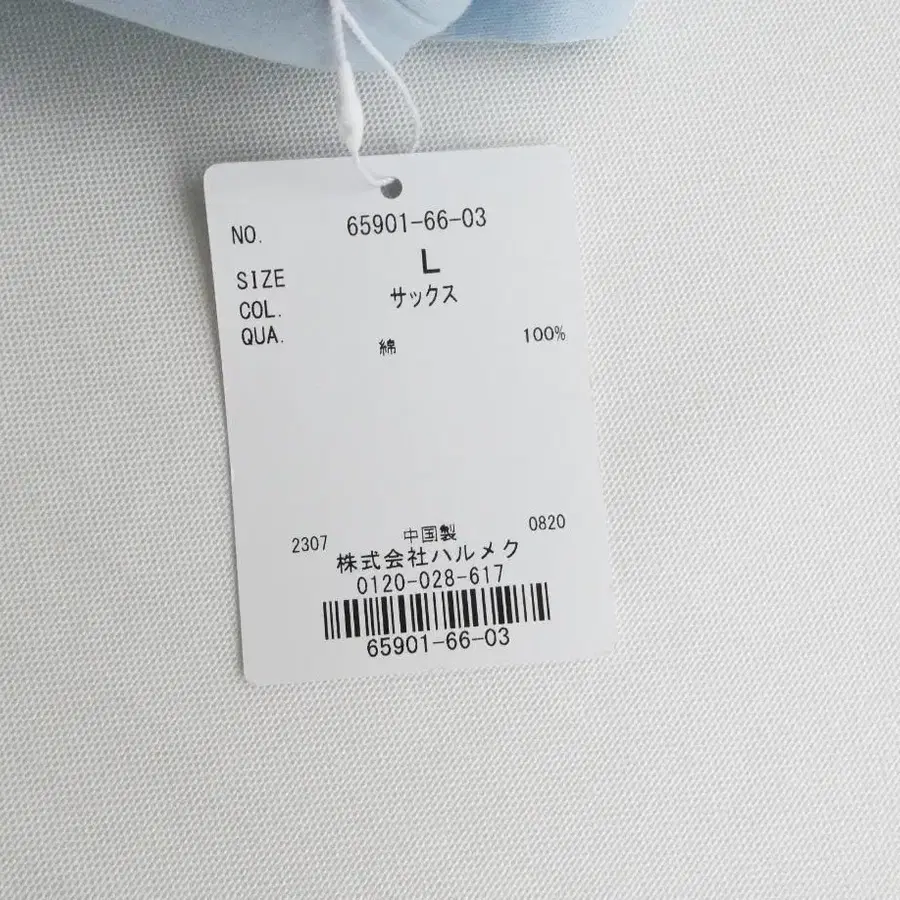 NO. 65901-66-03
SIZE L
COL. サックス
QUA. 綿 100%
2307 中国製 0820
株式会社ハルメク
0120-028-617
65901-66-03